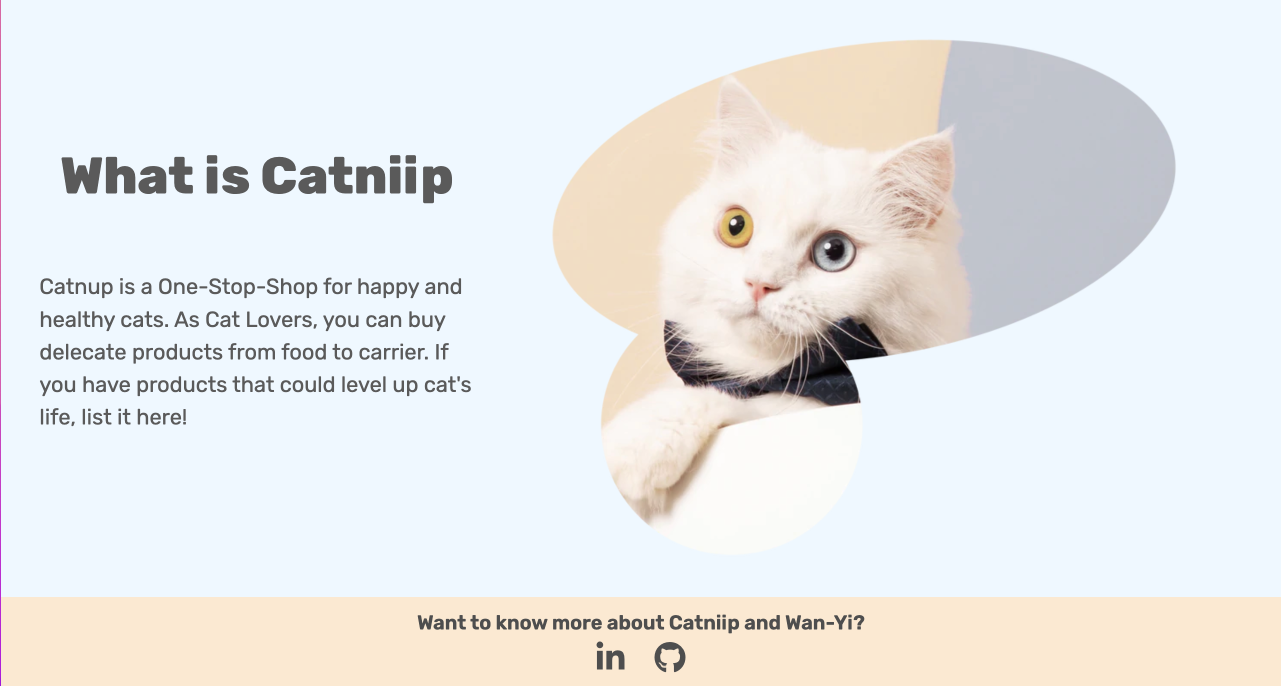 What is Catniip
Catnup is a One-Stop-Shop for happy and
healthy cats. As Cat Lovers, you can buy
delecate products from food to carrier. If
you have products that could level up cat's
life, list it here!
Want to know more about Catniip and Wan-Yi?
in